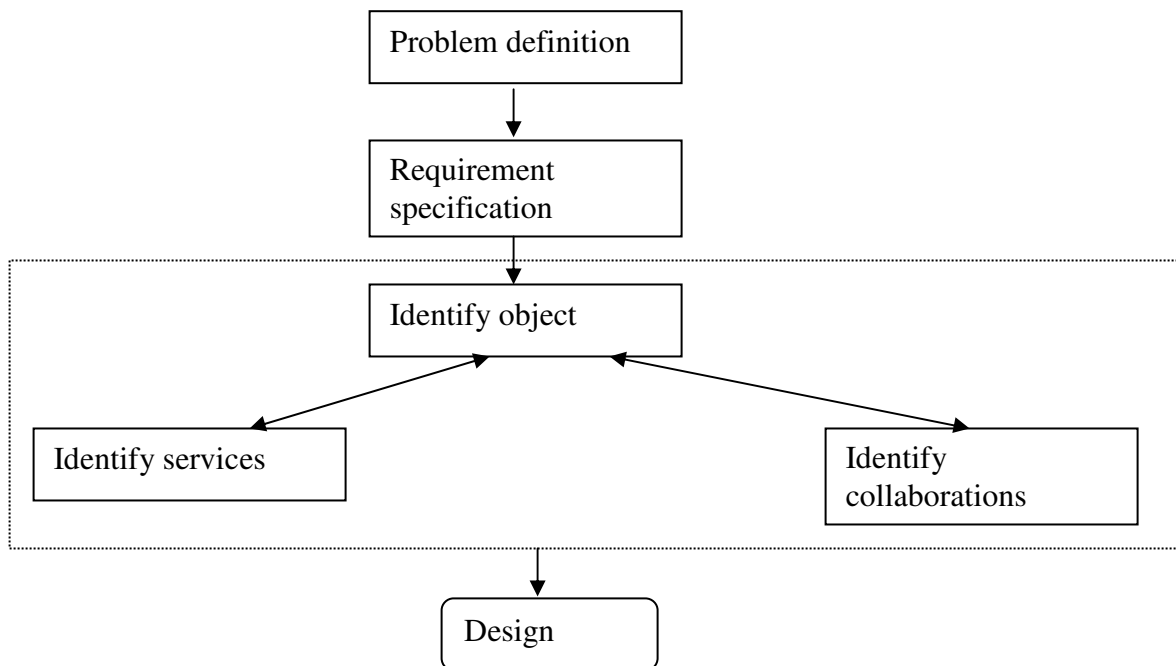 Problem definition
Requirement
specification
Identify object
Identify services
Identify
collaborations
Design